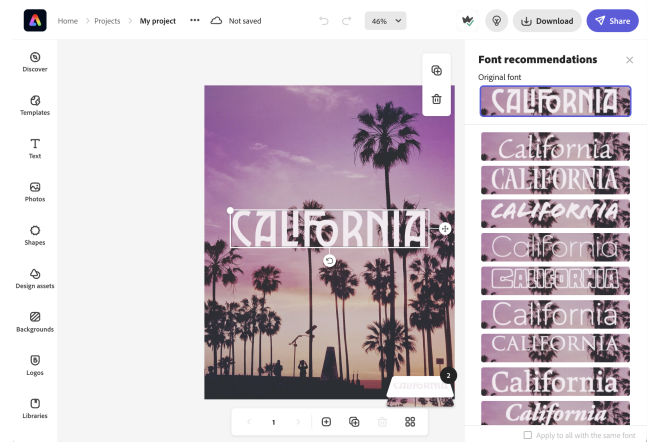 Home
Projects
My project
Not saved
46%
Download
Share
Discover
Templates
Text
Photos
Shapes
Design assets
Backgrounds
Logos
Libraries
CALIFORNIA
2
CALIFORNIA
1
Font recommendations
Original font
CALIFORNIA
California
CALIFORNIA
CALIFORNIA
California
CALIFORNIA
California
CALIFORNIA
California
California
Apply to all with the same font